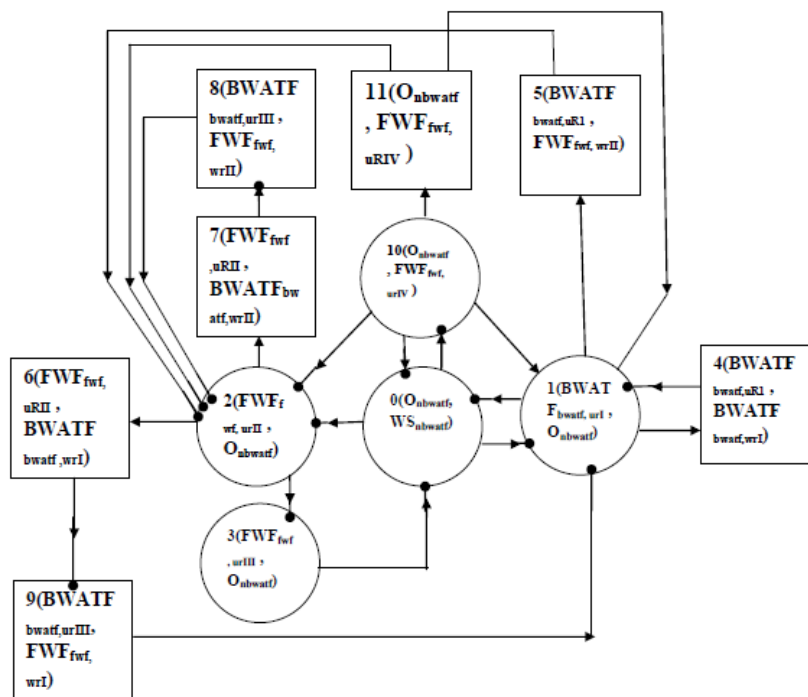 8(BWATF
bwatf,urIII ,
FWFfwf,
wrII)
11(Onbwatf
, FWFfwf,
uRIV )
5(BWATF
bwatf,uR1 ,
FWFfwf, wrII)
7(FWFfwf
,uRII ,
BWATFbw
atf,wrII)
10(Onbwatf
, FWFfwf,
urIV )
6(FWFfwf,
uRII ,
BWATF
bwatf ,wrI)
2(FWFf
wf, urII ,
Onbwatf)
0(Onbwatf,
WSnbwatf)
1(BWAT
Fbwatf, urI ,
Onbwatf)
4(BWATF
bwatf,uR1 ,
BWATF
bwatf,wrI)
3(FWFfwf
, urIII ,
Onbwatf)
9(BWATF
bwatf,urIII,
FWFfwf,
wrI)